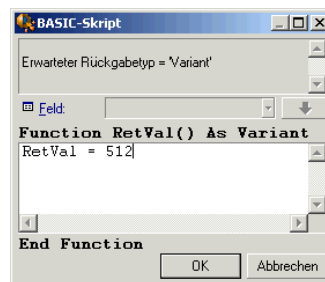 BASIC-Skript
Erwarteter Rückgabetyp = 'Variant'
Feld:
Function RetVal() As Variant
RetVal = 512
End Function
OK Abbrechen